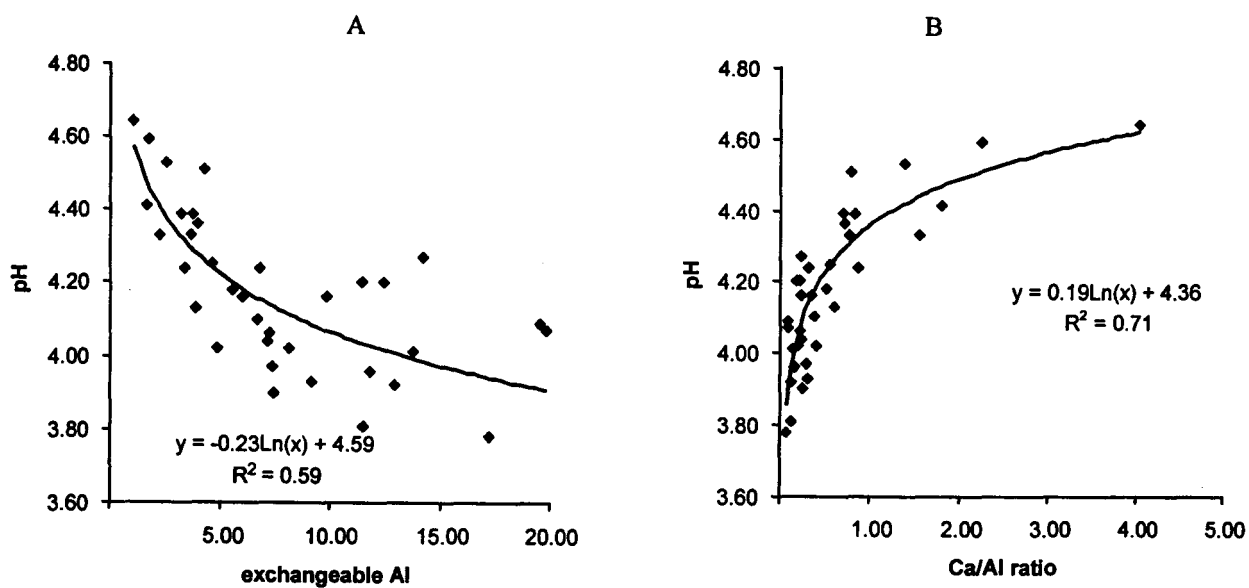 A
4.80
4.60
4.40
4.20
4.00
3.80
3.60
pH
y = -0.23Ln(x) + 4.59
R² = 0.59
5.00 10.00 15.00 20.00
exchangeable Al
B
4.80
4.60
4.40
4.20
4.00
3.80
3.60
pH
y = 0.19Ln(x) + 4.36
R² = 0.71
1.00 2.00 3.00 4.00 5.00
Ca/Al ratio